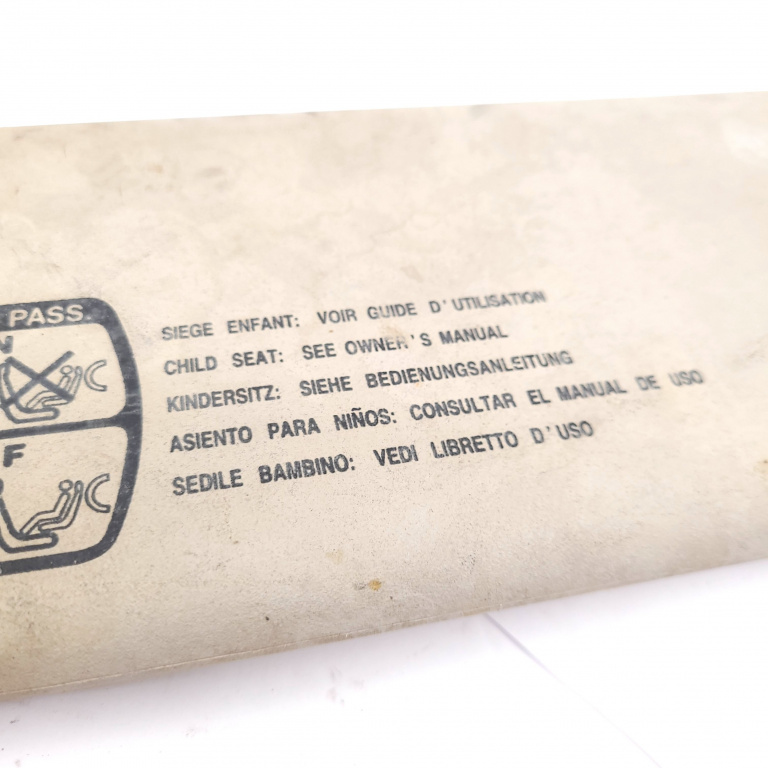 PASS.
F
SIEGE ENFANT: VOIR GUIDE D'UTILISATION
CHILD SEAT: SEE OWNER'S MANUAL
KINDERSITZ: SIEHE BEDIENUNGSANLEITUNG
ASIENTO PARA NIÑOS: CONSULTAR EL MANUAL DE USO
SEDILE BAMBINO: VEDI LIBRETTO D'USO